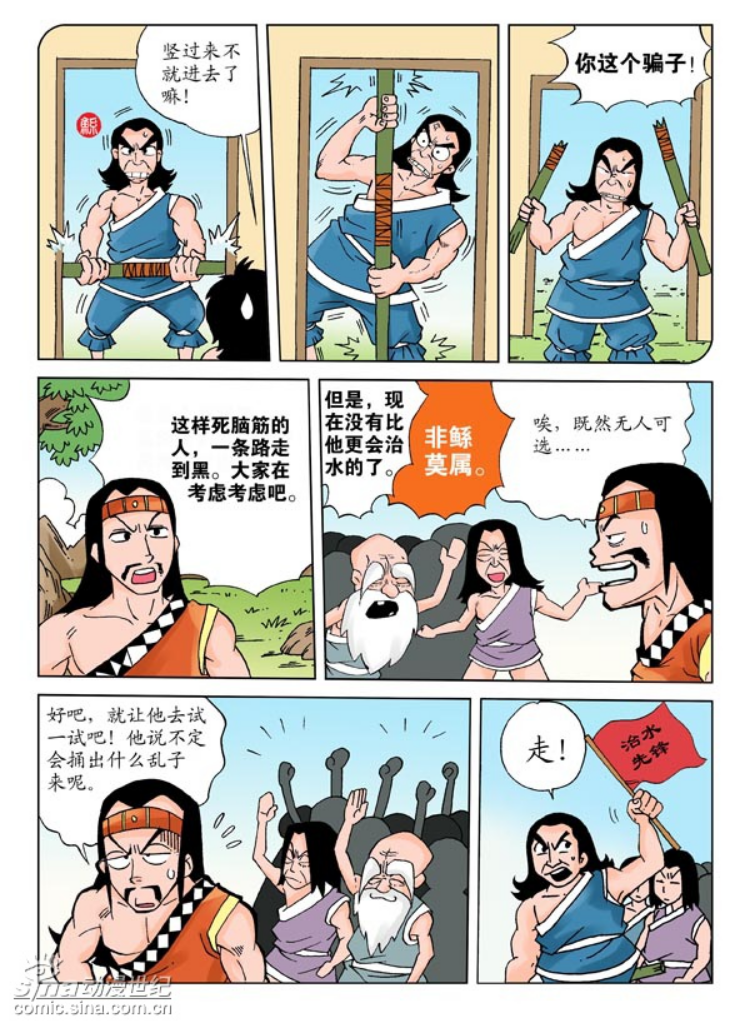 竖过来不
就进去了
嘛！
鲧
你这个骗子！
这样死脑筋的
人，一条路走
到黑。大家在
考虑考虑吧。
但是，现
在没有比
他更会治
水的了。
非鲧
莫属。
唉，既然无人可
选……
好吧，就让他去试
一试吧！他说不定
会捅出什么乱子
来呢。
走！
治水
先锋
sina动漫世纪
comic.sina.com.cn